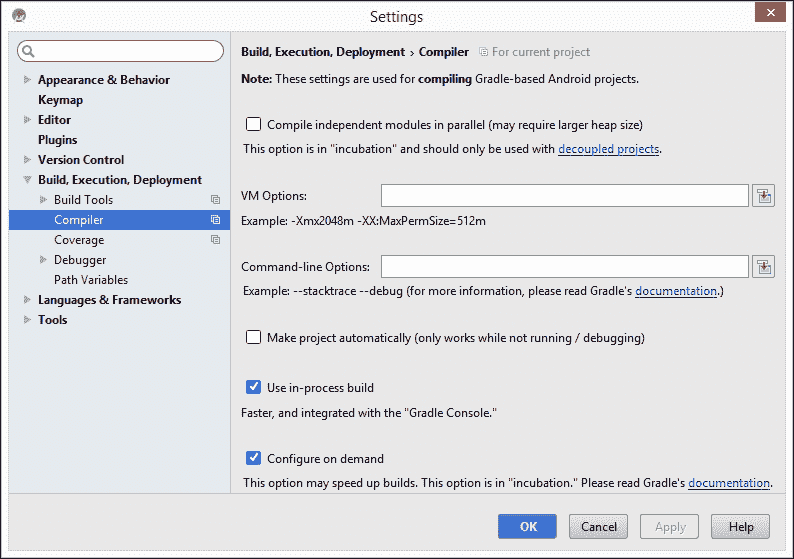 Settings
Appearance & Behavior
Keymap
Editor
Plugins
Version Control
Build, Execution, Deployment
Build Tools
Compiler
Coverage
Debugger
Path Variables
Languages & Frameworks
Tools
Build, Execution, Deployment › Compiler For current project
Note: These settings are used for compiling Gradle-based Android projects.
Compile independent modules in parallel (may require larger heap size)
This option is in "incubation" and should only be used with decoupled projects.
VM Options:
Example: -Xmx2048m -XX:MaxPermSize=512m
Command-line Options:
Example: --stacktrace --debug (for more information, please read Gradle's documentation.)
Make project automatically (only works while not running / debugging)
Use in-process build
Faster, and integrated with the "Gradle Console."
Configure on demand
This option may speed up builds. This option is in "incubation." Please read Gradle's documentation.
OK Cancel Apply Help